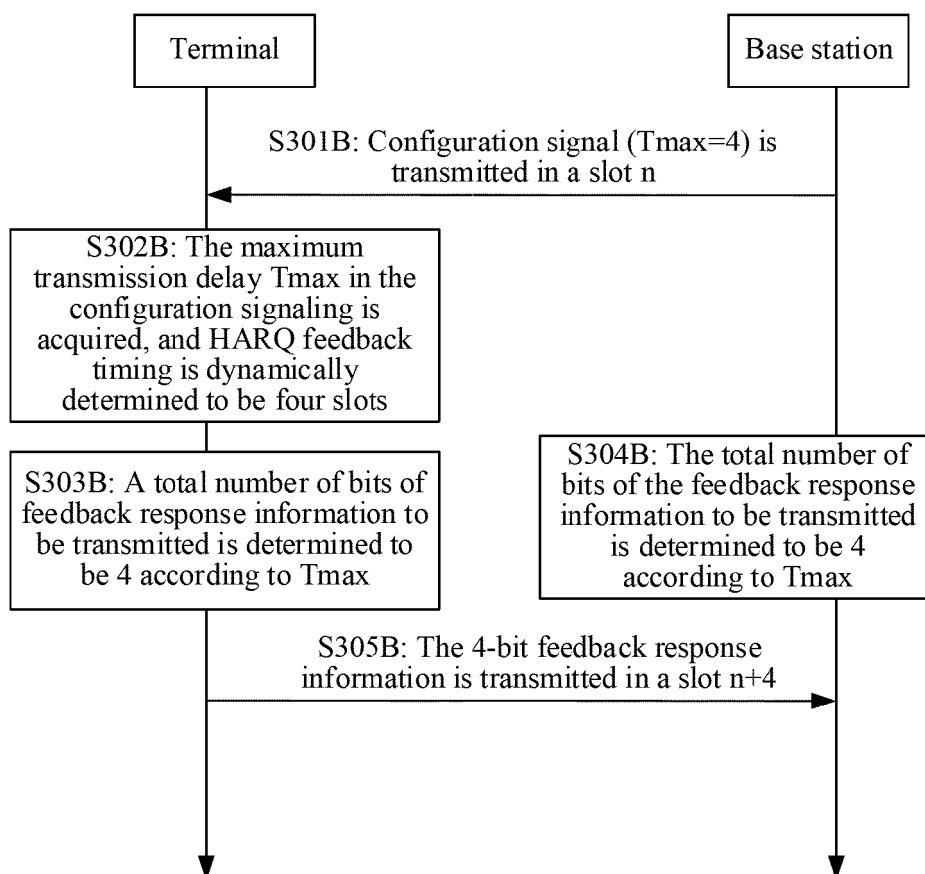 Terminal
Base station
S301B: Configuration signal (Tmax=4) is
transmitted in a slot n
S302B: The maximum
transmission delay Tmax in the
configuration signaling is
acquired, and HARQ feedback
timing is dynamically
determined to be four slots
S303B: A total number of bits of
feedback response information to
be transmitted is determined to
be 4 according to Tmax
S304B: The total number of
bits of the feedback response
information to be transmitted
is determined to be 4
according to Tmax
S305B: The 4-bit feedback response
information is transmitted in a slot n+4